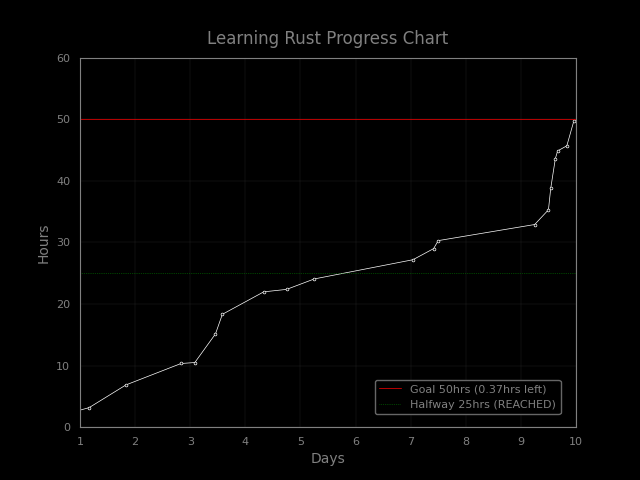 Learning Rust Progress Chart
60
50
40
30
20
10
0
Hours
1 2 3 4 5 6 7 8 9 10
Days
Goal 50hrs (0.37hrs left)
Halfway 25hrs (REACHED)